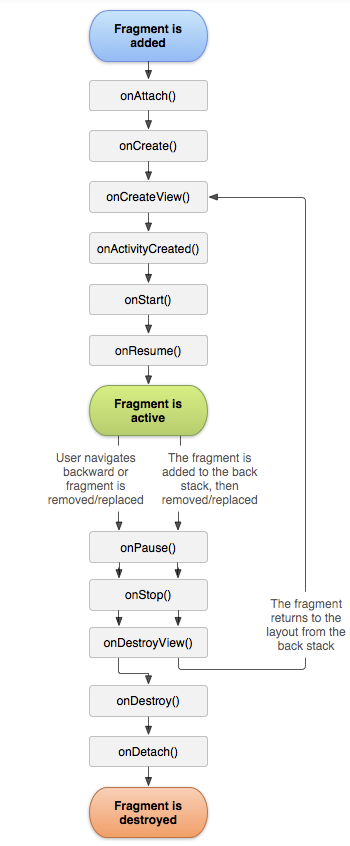 Fragment is
added
onAttach()
onCreate()
onCreateView()
onActivityCreated()
onStart()
onResume()
Fragment is
active
User navigates
backward or
fragment is
removed/replaced
The fragment is
added to the back
stack, then
removed/replaced
onPause()
onStop()
The fragment
returns to the
layout from the
back stack
onDestroyView()
onDestroy()
onDetach()
Fragment is
destroyed